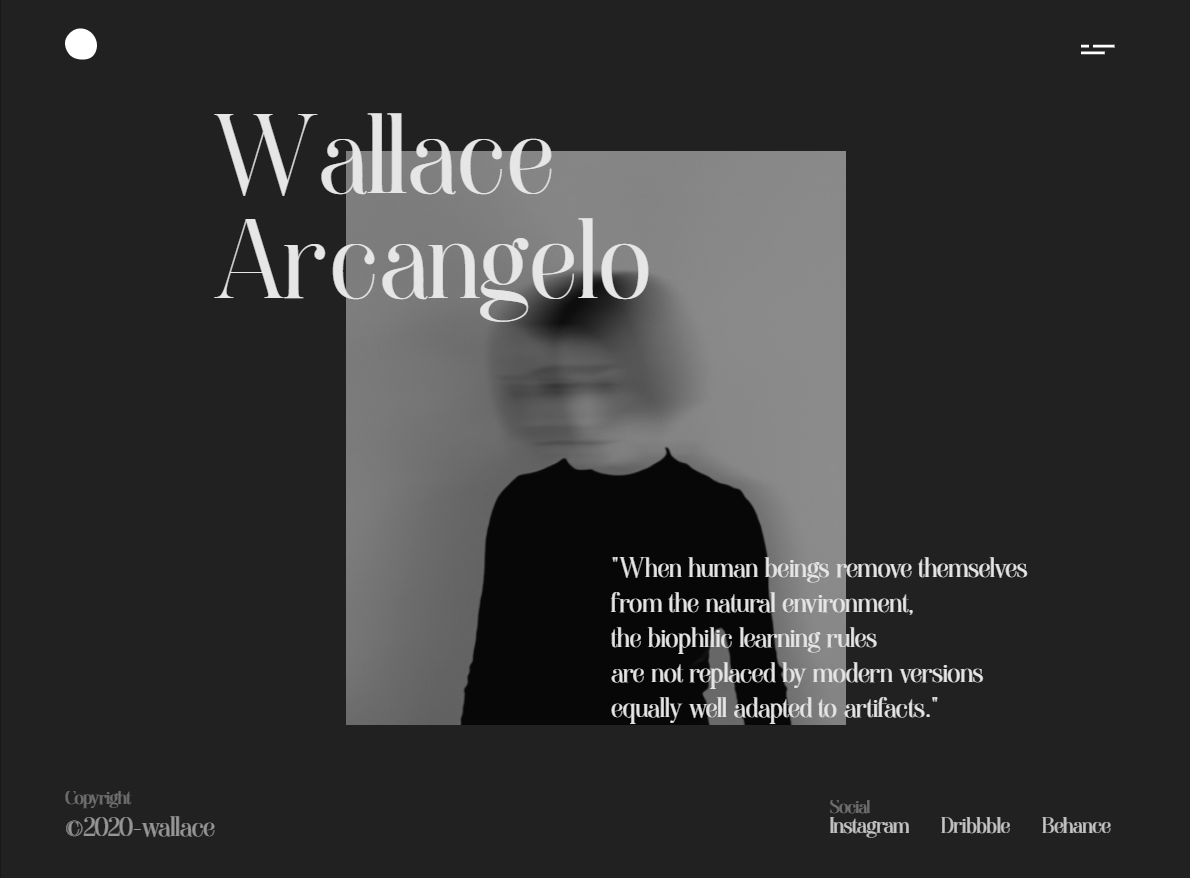 Wallace
Arcangelo
"When human beings remove themselves
from the natural environment,
the biophilic learning rules
are not replaced by modern versions
equally well adapted to artifacts."
Copyright
©2020-wallace
Social
Instagram Dribbble Behance